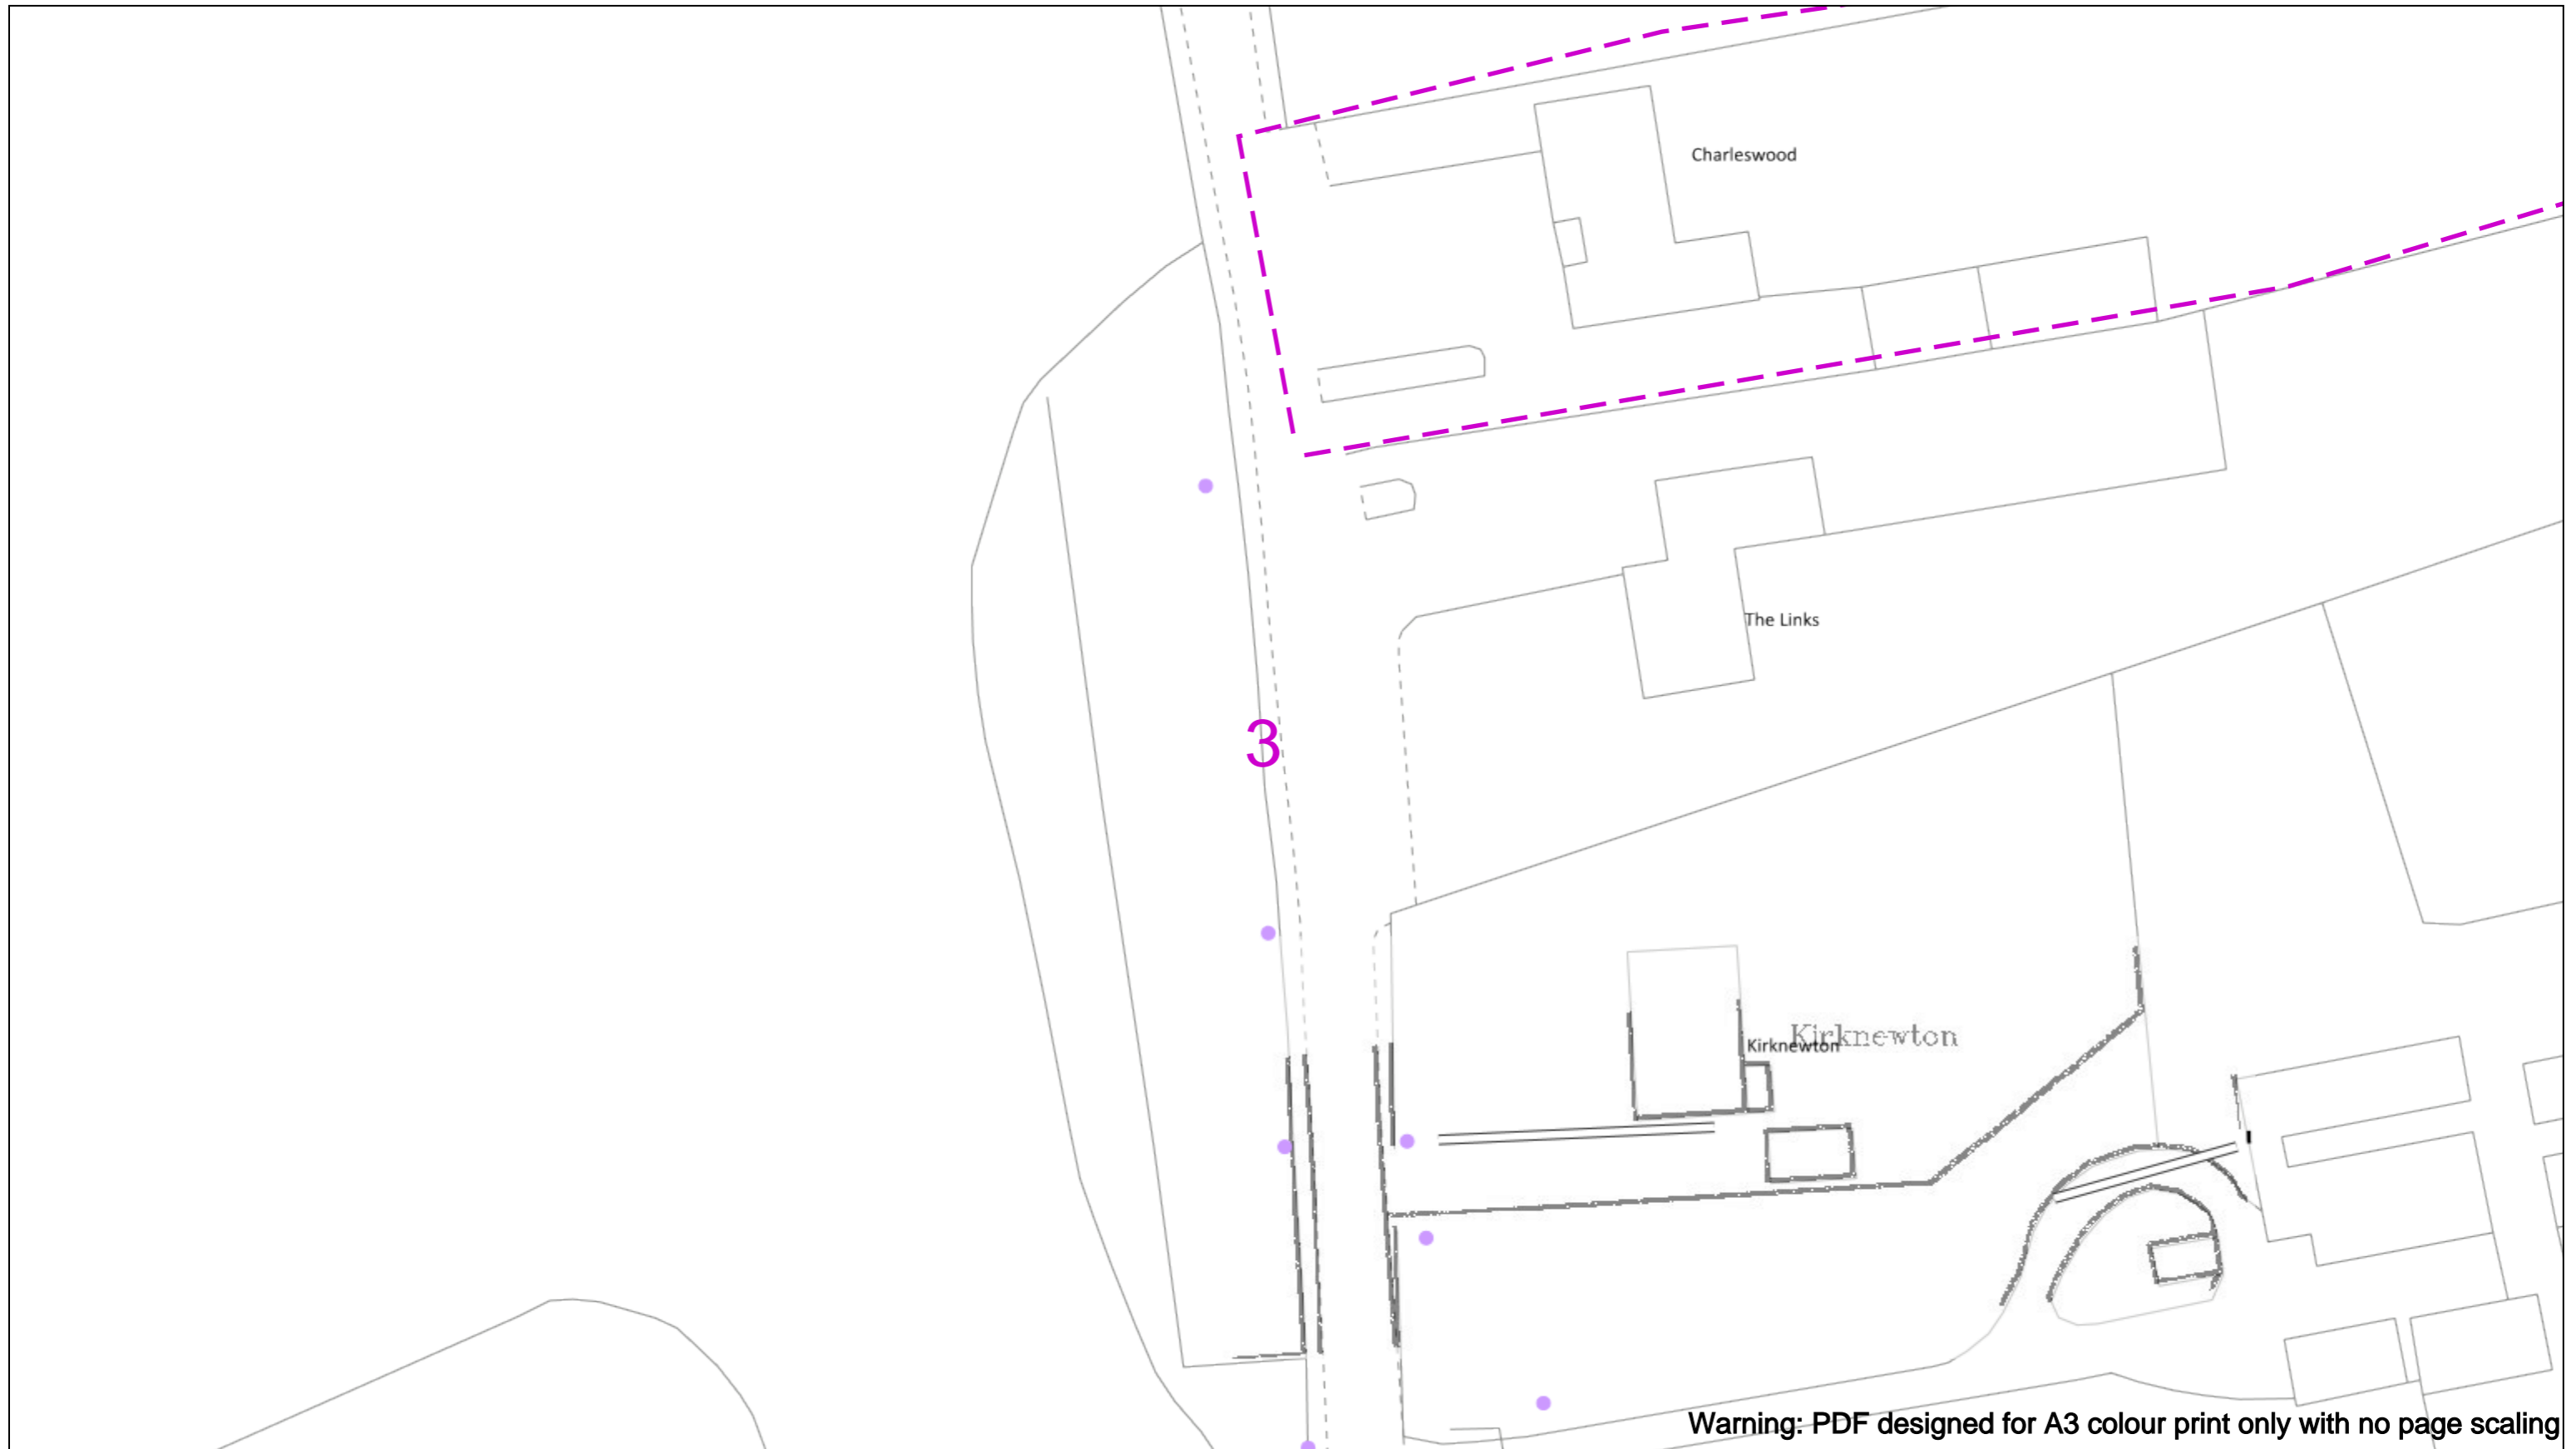 Charleswood
The Links
3
Kirknewton
Kirknewton
Warning: PDF designed for A3 colour print only with no page scaling